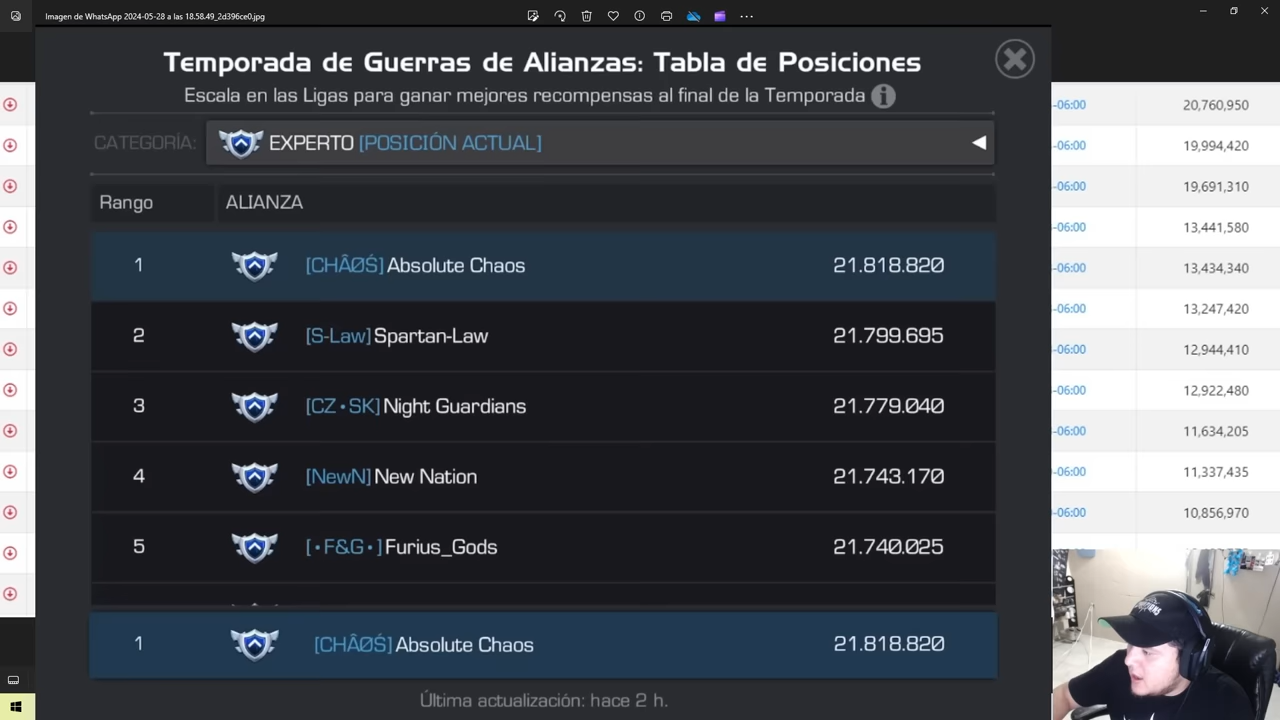 Imagen de WhatsApp 2024-05-28 a las 18.58.49_2d396ce0.jpg
Temporada de Guerras de Alianzas: Tabla de Posiciones
Escala en las Ligas para ganar mejores recompensas al final de la Temporada
CATEGORÍA: EXPERTO [POSICIÓN ACTUAL]
Rango ALIANZA
1 [CHÂØŚ] Absolute Chaos 21.818.820
2 [S-Law] Spartan-Law 21.799.695
3 [CZ•SK] Night Guardians 21.779.040
4 [NewN] New Nation 21.743.170
5 [•F&G•] Furius_Gods 21.740.025
1 [CHÂØŚ] Absolute Chaos 21.818.820
Última actualización: hace 2 h.
-06:00 20,760,950
-06:00 19,994,420
-06:00 19,691,310
-06:00 13,441,580
-06:00 13,434,340
-06:00 13,247,420
-06:00 12,944,410
-06:00 12,922,480
-06:00 11,634,205
-06:00 11,337,435
-06:00 10,856,970